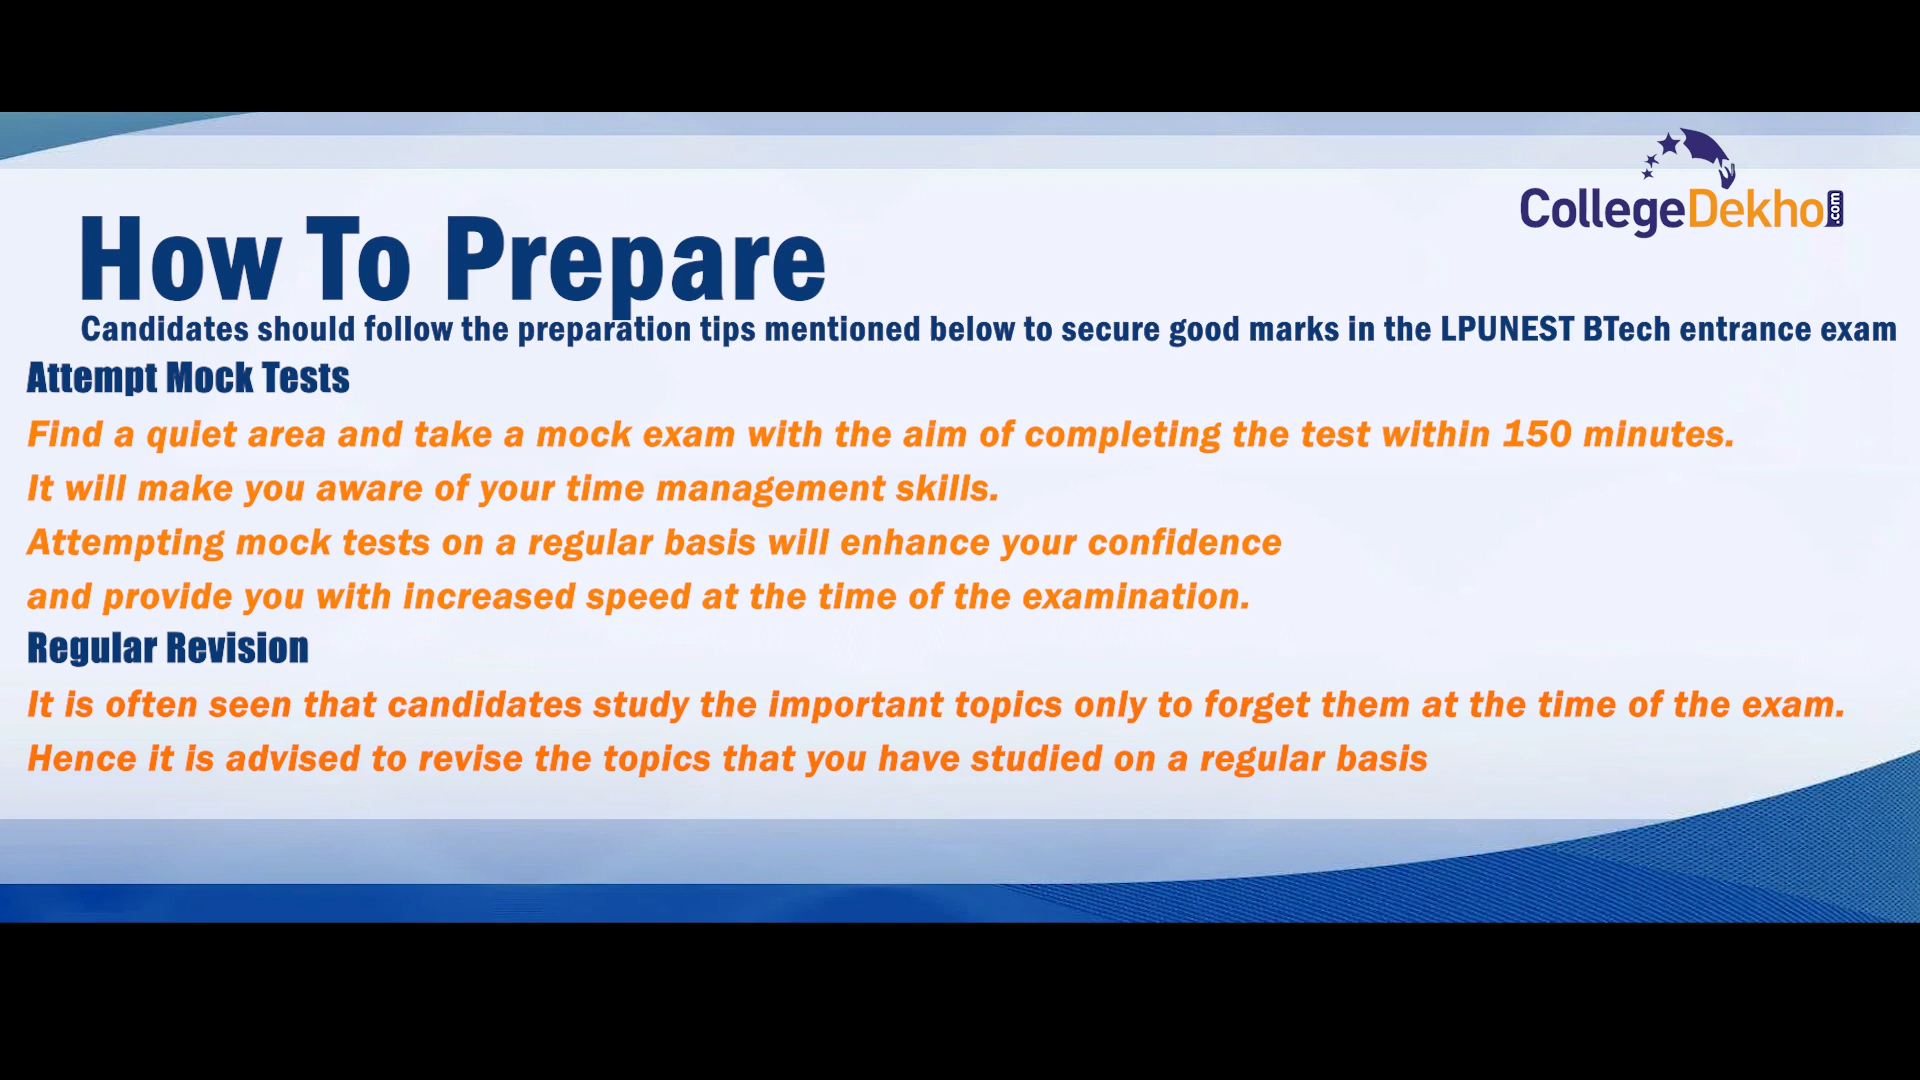 CollegeDekho.com
How To Prepare
Candidates should follow the preparation tips mentioned below to secure good marks in the LPUNEST BTech entrance exam
Attempt Mock Tests
Find a quiet area and take a mock exam with the aim of completing the test within 150 minutes.
It will make you aware of your time management skills.
Attempting mock tests on a regular basis will enhance your confidence
and provide you with increased speed at the time of the examination.
Regular Revision
It is often seen that candidates study the important topics only to forget them at the time of the exam.
Hence it is advised to revise the topics that you have studied on a regular basis